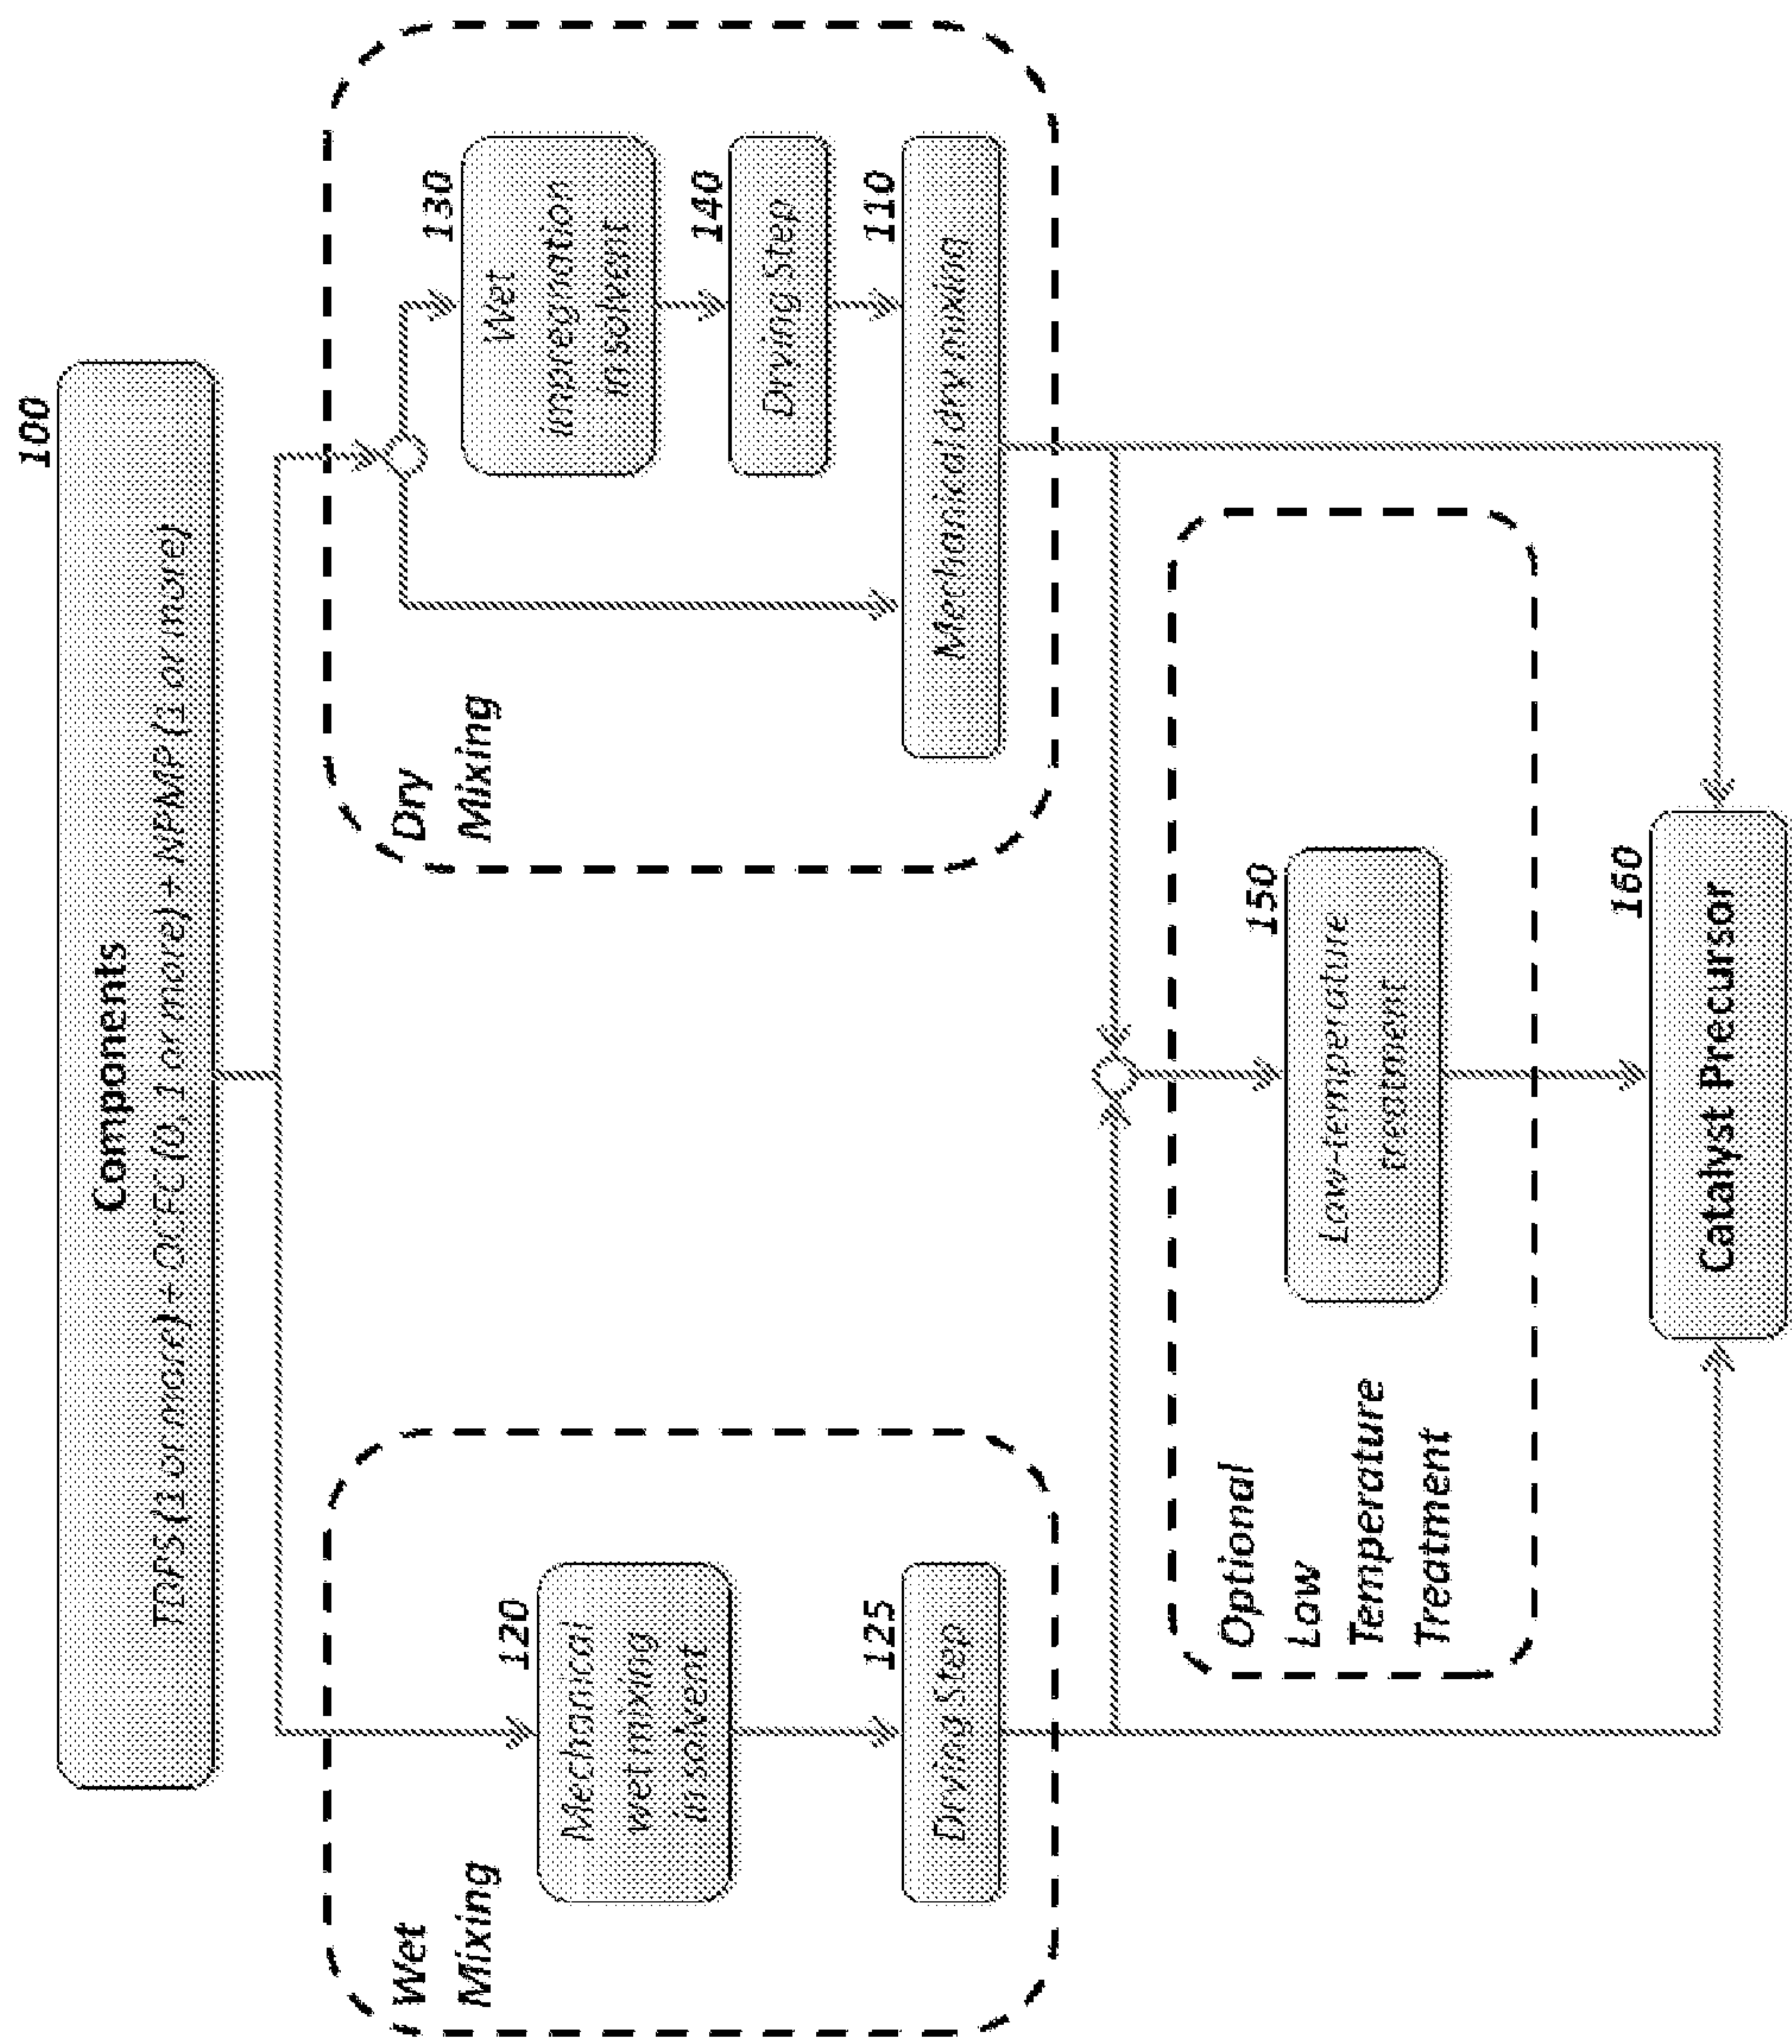 100
Components
TDPS (1 or more) + OCFC (0, 1 or more) + NPMP (1 or more)
Wet
Mixing
120
Mechanical
wet mixing
in solvent
125
Drying Step
Dry
Mixing
130
Wet
impregnation
in solvent
140
Drying Step
110
Mechanical dry mixing
Optional
Low
Temperature
Treatment
150
Low-temperature
treatment
160
Catalyst Precursor